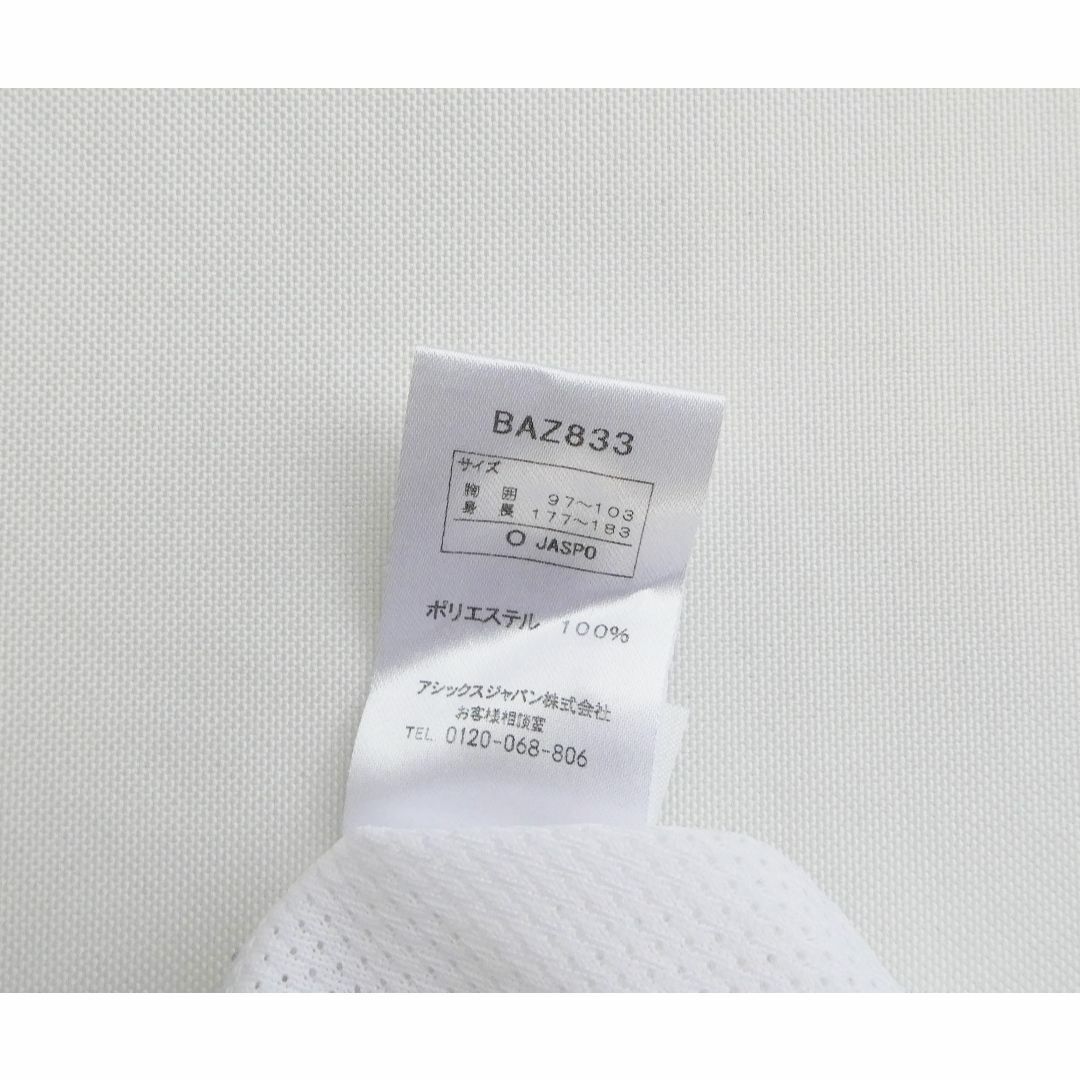 BAZ833
サイズ
胸 囲 97～103
身 長 177～183
O JASPO
ポリエステル 100%
アシックスジャパン株式会社
お客様相談室
TEL 0120-068-806